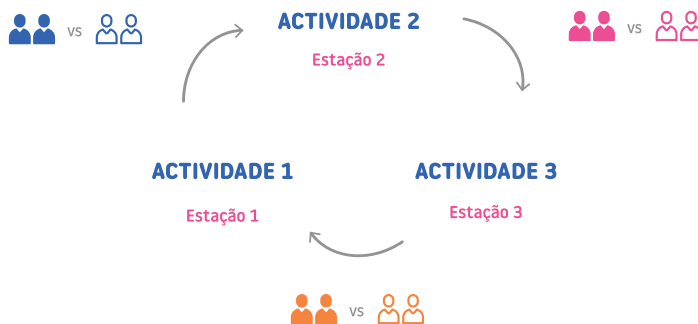 vs
ACTIVIDADE 2
vs
Estação 2
ACTIVIDADE 1
ACTIVIDADE 3
Estação 1
Estação 3
vs